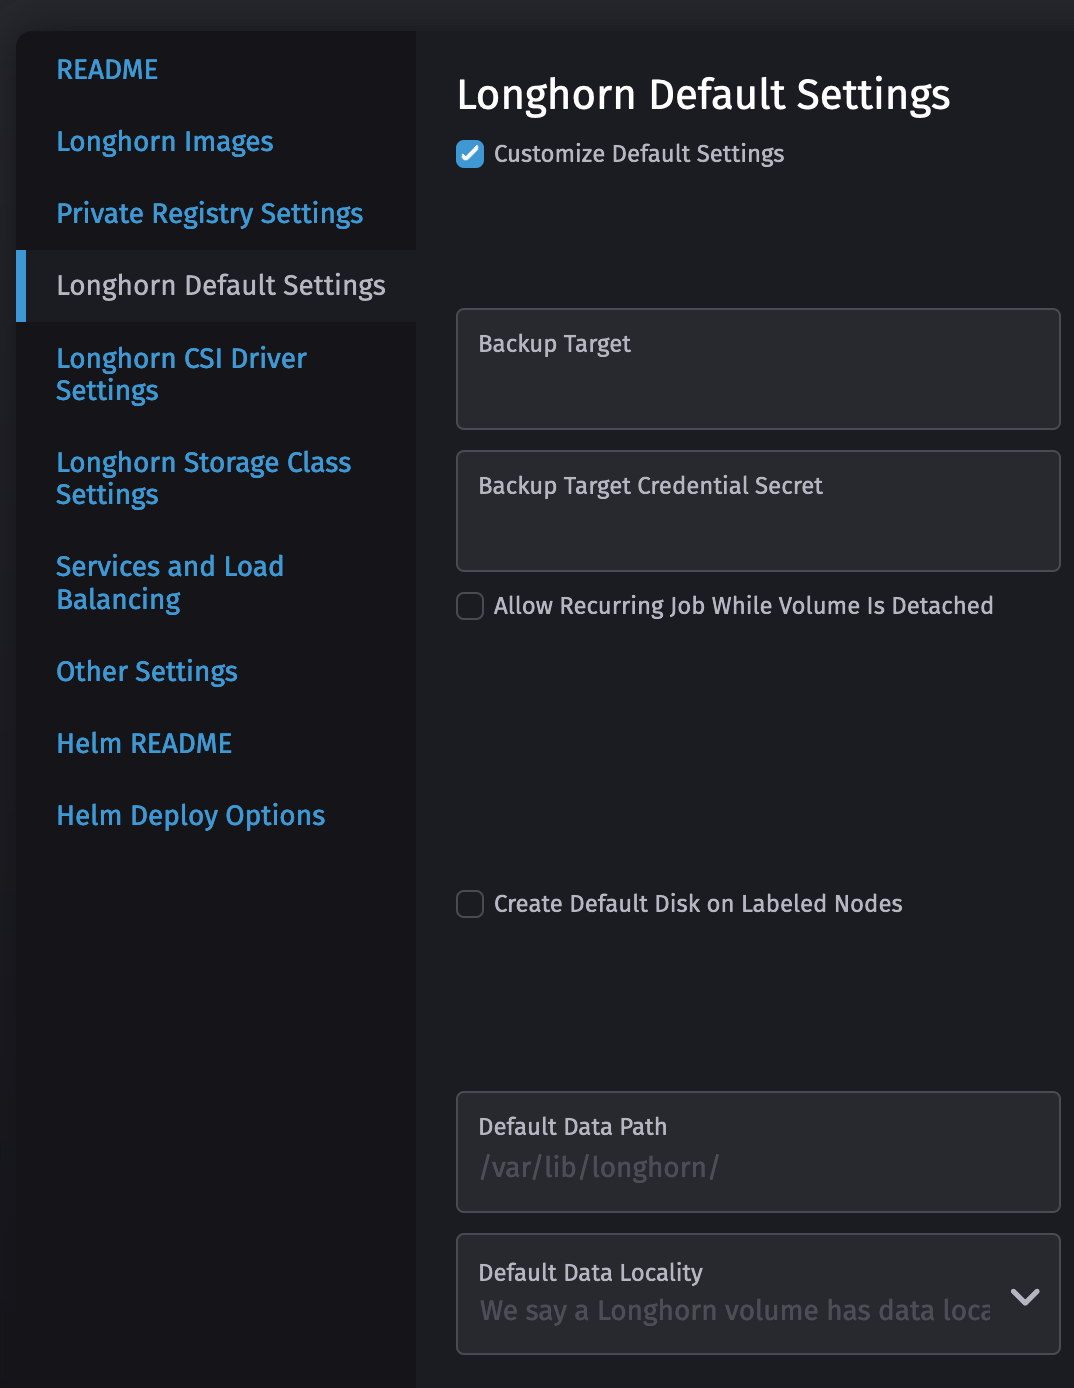 README
Longhorn Images
Private Registry Settings
Longhorn Default Settings
Longhorn CSI Driver
Settings
Longhorn Storage Class
Settings
Services and Load
Balancing
Other Settings
Helm README
Helm Deploy Options
Longhorn Default Settings
Customize Default Settings
Backup Target
Backup Target Credential Secret
Allow Recurring Job While Volume Is Detached
Create Default Disk on Labeled Nodes
Default Data Path
/var/lib/longhorn/
Default Data Locality
We say a Longhorn volume has data loca